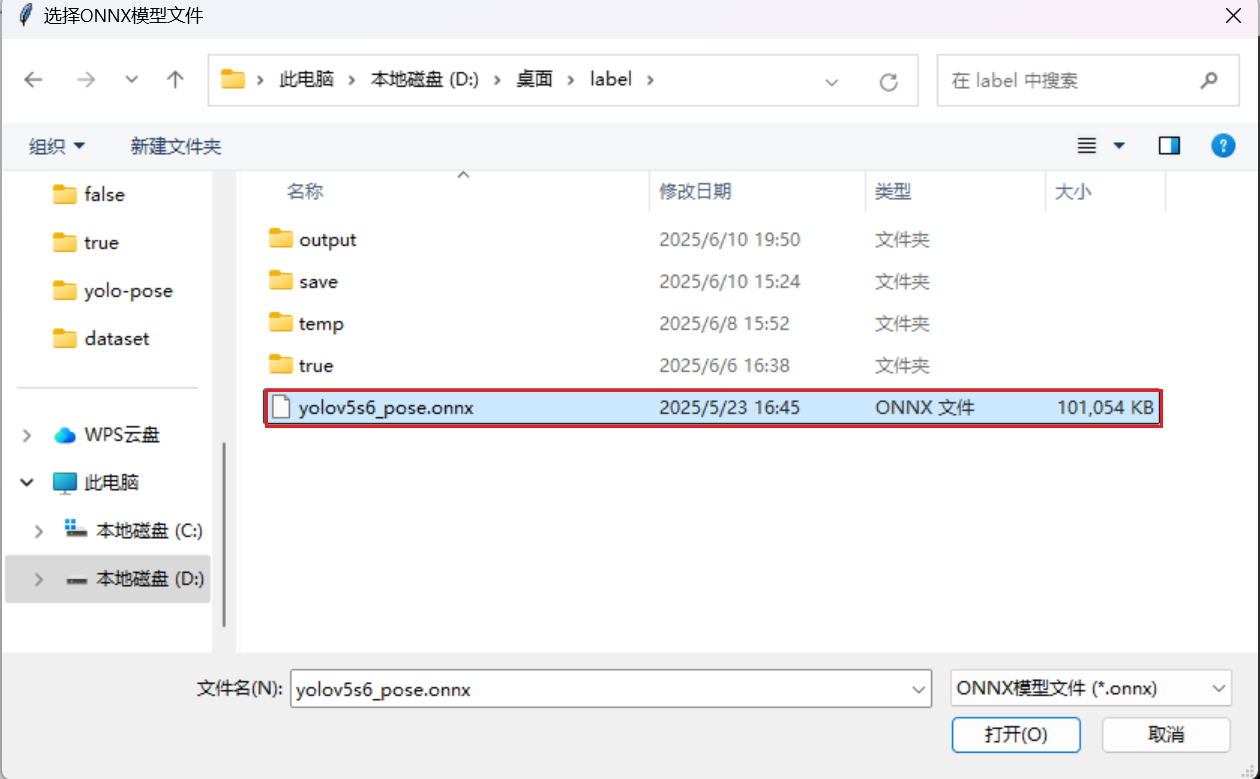 选择ONNX模型文件
此电脑 本地磁盘 (D:) 桌面 label
在 label 中搜索
组织 新建文件夹
false
true
yolo-pose
dataset
WPS云盘
此电脑
本地磁盘 (C:)
本地磁盘 (D:)
名称 修改日期 类型 大小
output 2025/6/10 19:50 文件夹
save 2025/6/10 15:24 文件夹
temp 2025/6/8 15:52 文件夹
true 2025/6/6 16:38 文件夹
yolov5s6_pose.onnx 2025/5/23 16:45 ONNX 文件 101,054 KB
文件名(N): yolov5s6_pose.onnx ONNX模型文件 (*.onnx)
打开(O) 取消